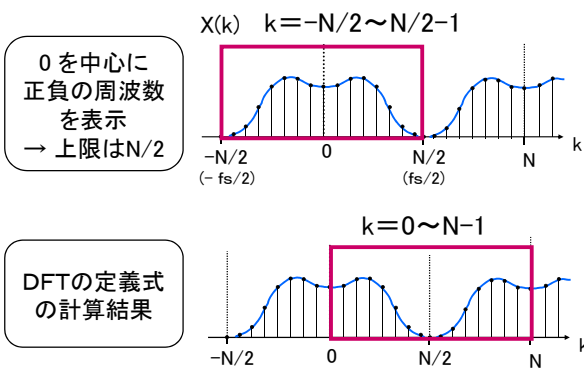 X(k) k=-N/2~N/2-1
0を中心に
正負の周波数
を表示
→ 上限はN/2
-N/2 0 N/2 N k
(- fs/2) (fs/2)
k=0~N-1
DFTの定義式
の計算結果
-N/2 0 N/2 N k